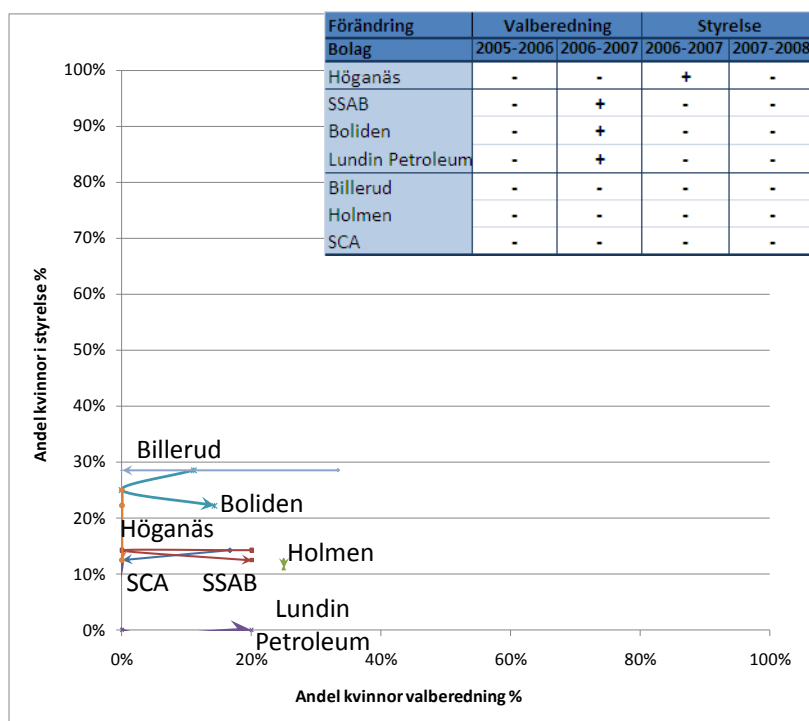 Förändring Valberedning Styrelse
Bolag 2005-2006 2006-2007 2006-2007 2007-2008
Höganäs - - + -
SSAB - + - -
Boliden - + - -
Lundin Petroleum - + - -
Billerud - - - -
Holmen - - - -
SCA - - - -
100%
90%
80%
70%
60%
50%
40%
30%
20%
10%
0%
Andel kvinnor i styrelse %
Billerud
Boliden
Höganäs
Holmen
SCA SSAB
Lundin
Petroleum
0% 20% 40% 60% 80% 100%
Andel kvinnor valberedning %